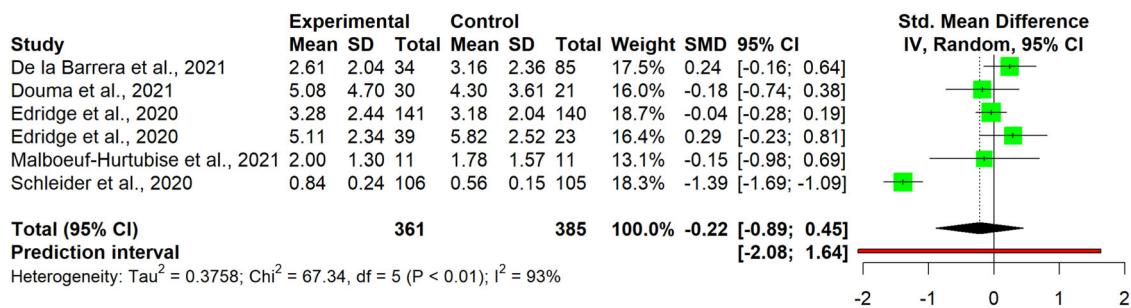 Experimental Control Std. Mean Difference
Study Mean SD Total Mean SD Total Weight SMD 95% CI IV, Random, 95% CI
De la Barrera et al., 2021 2.61 2.04 34 3.16 2.36 85 17.5% 0.24 [-0.16; 0.64]
Douma et al., 2021 5.08 4.70 30 4.30 3.61 21 16.0% -0.18 [-0.74; 0.38]
Edridge et al., 2020 3.28 2.44 141 3.18 2.04 140 18.7% -0.04 [-0.28; 0.19]
Edridge et al., 2020 5.11 2.34 39 5.82 2.52 23 16.4% 0.29 [-0.23; 0.81]
Malboeuf-Hurtubise et al., 2021 2.00 1.30 11 1.78 1.57 11 13.1% -0.15 [-0.98; 0.69]
Schleider et al., 2020 0.84 0.24 106 0.56 0.15 105 18.3% -1.39 [-1.69; -1.09]
Total (95% CI) 361 385 100.0% -0.22 [-0.89; 0.45]
Prediction interval [-2.08; 1.64]
Heterogeneity: Tau² = 0.3758; Chi² = 67.34, df = 5 (P < 0.01); I² = 93%
-2 -1 0 1 2